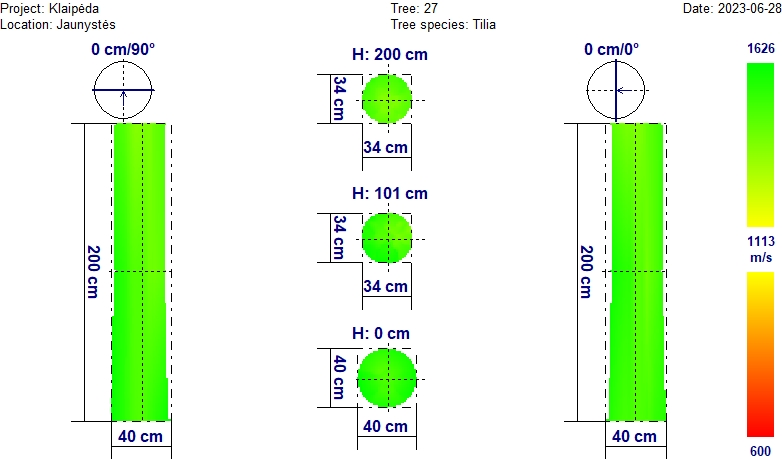 Project: Klaipėda
Tree: 27
Date: 2023-06-28
Location: Jaunystės
Tree species: Tilia
0 cm/90°
H: 200 cm
0 cm/0°
1626
34 cm
34 cm
H: 101 cm
34 cm
34 cm
200 cm
200 cm
1113
m/s
H: 0 cm
40 cm
40 cm
40 cm
40 cm
600